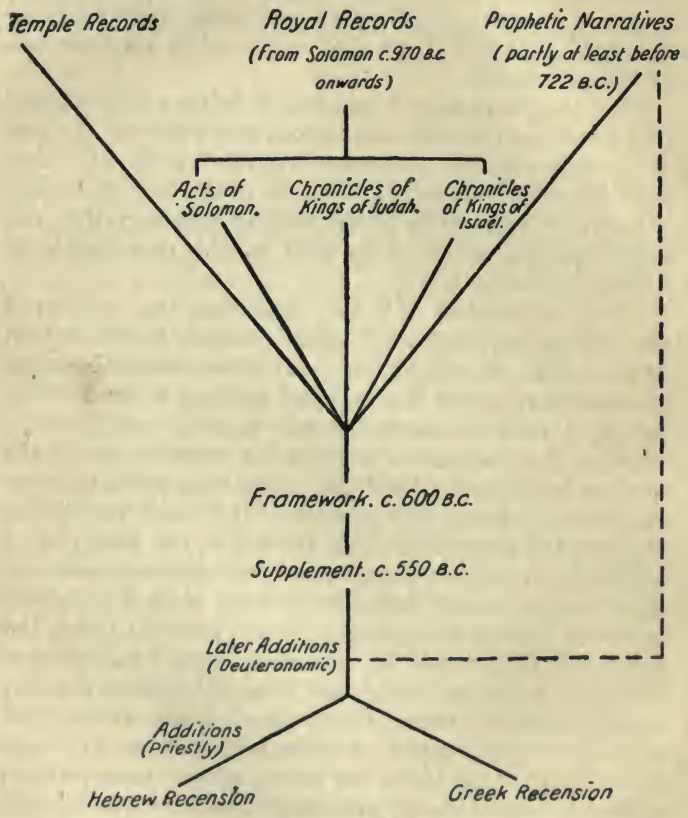 Temple Records
Royal Records
(From Solomon c.970 B.C.
onwards)
Prophetic Narratives
(partly at least before
722 B.C.)
Acts of
Solomon.
Chronicles of
Kings of Judah.
Chronicles
of Kings of
Israel.
Framework. c. 600 B.C.
Supplement. c. 550 B.C.
Later Additions
(Deuteronomic)
Additions
(Priestly)
Hebrew Recension
Greek Recension